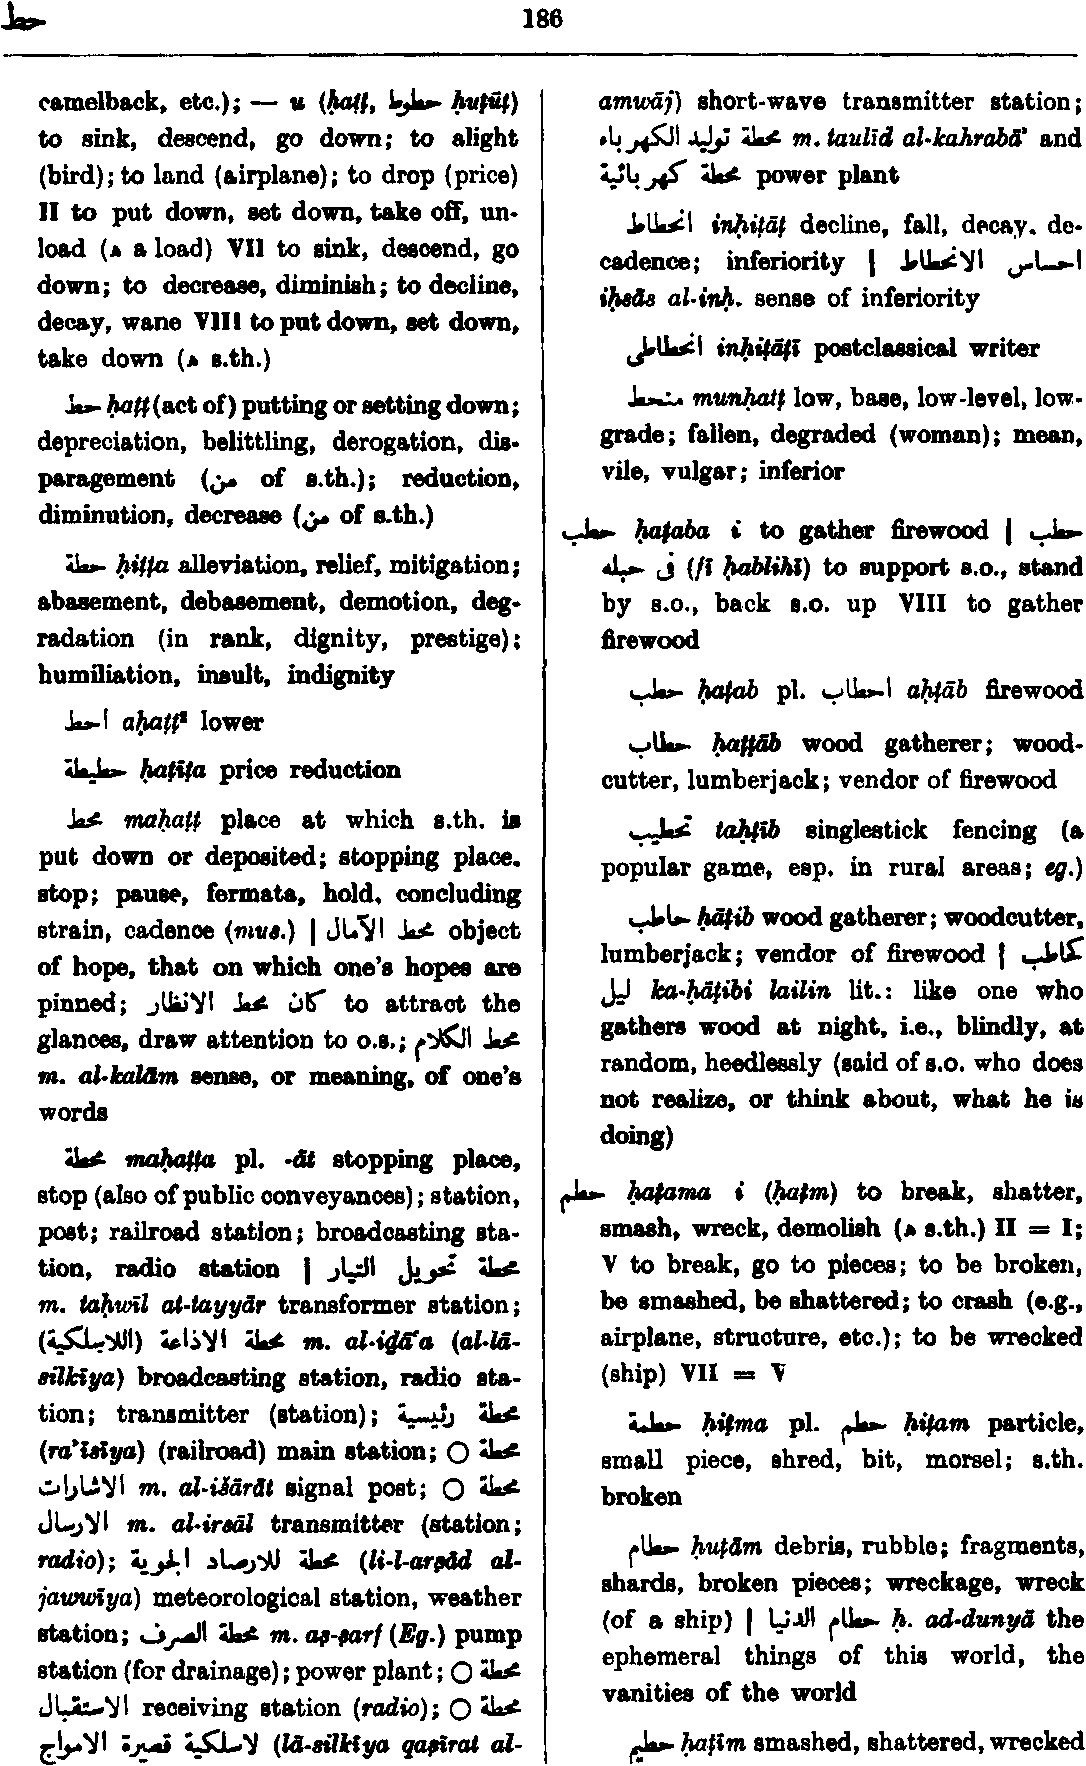 حط
186
camelback, etc.); — u (ḥaṭṭ, حطوط ḥuṭūṭ)
to sink, descend, go down; to alight
(bird); to land (airplane); to drop (price)
II to put down, set down, take off, un-
load (ه a load) VII to sink, descend, go
down; to decrease, diminish; to decline,
decay, wane VIII to put down, set down,
take down (ه s.th.)
حط ḥaṭṭ (act of) putting or setting down;
depreciation, belittling, derogation, dis-
paragement (من of s.th.); reduction,
diminution, decrease (من of s.th.)
حطة ḥiṭṭa alleviation, relief, mitigation;
abasement, debasement, demotion, deg-
radation (in rank, dignity, prestige);
humiliation, insult, indignity
احط aḥaṭṭ² lower
حطيطة ḥaṭīṭa price reduction
محط maḥaṭṭ place at which s.th. is
put down or deposited; stopping place,
stop; pause, fermata, hold, concluding
strain, cadence (mus.) | محط الآمال object
of hope, that on which one's hopes are
pinned; كان محط الانظار to attract the
glances, draw attention to o.s.; محط الكلام
m. al-kalām sense, or meaning, of one's
words
محطة maḥaṭṭa pl. -āt stopping place,
stop (also of public conveyances); station,
post; railroad station; broadcasting sta-
tion, radio station | محطة تحويل التيار
m. taḥwīl at-tayyār transformer station;
محطة الاذاعة (اللاسلكية) m. al-iḏāʿa (al-lā-
silkīya) broadcasting station, radio sta-
tion; transmitter (station); محطة رئيسية
(raʾīsīya) (railroad) main station; ○ محطة
الاشارات m. al-išārāt signal post; ○ محطة
الارسال m. al-irsāl transmitter (station;
radio); محطة للارصاد الجوية (li-l-arṣād al-
jawwīya) meteorological station, weather
station; محطة الصرف m. aṣ-ṣarf (Eg.) pump
station (for drainage); power plant; ○ محطة
الاستقبال receiving station (radio); ○ محطة
لاسلكية قصيرة الامواج (lā-silkīya qaṣīrat al-
amwāj) short-wave transmitter station;
محطة توليد الكهرباء m. taulīd al-kahrabāʾ and
محطة كهربائية power plant
انحطاط inḥiṭāṭ decline, fall, decay, de-
cadence; inferiority | احساس الانحطاط
iḥsās al-inḥ. sense of inferiority
انحطاطى inḥiṭāṭī postclassical writer
منحط munḥaṭṭ low, base, low-level, low-
grade; fallen, degraded (woman); mean,
vile, vulgar; inferior
حطب ḥaṭaba i to gather firewood | حطب
فى حبله (fī ḥablihī) to support s.o., stand
by s.o., back s.o. up VIII to gather
firewood
حطب ḥaṭab pl. احطاب aḥṭāb firewood
حطاب ḥaṭṭāb wood gatherer; wood-
cutter, lumberjack; vendor of firewood
تحطيب taḥṭīb singlestick fencing (a
popular game, esp. in rural areas; eg.)
حاطب ḥāṭib wood gatherer; woodcutter,
lumberjack; vendor of firewood | كحاطب
ليل ka-ḥāṭibi lailin lit.: like one who
gathers wood at night, i.e., blindly, at
random, heedlessly (said of s.o. who does
not realize, or think about, what he is
doing)
حطم ḥaṭama i (ḥaṭm) to break, shatter,
smash, wreck, demolish (ه s.th.) II = I;
V to break, go to pieces; to be broken,
be smashed, be shattered; to crash (e.g.,
airplane, structure, etc.); to be wrecked
(ship) VII = V
حطمة ḥiṭma pl. حطم ḥiṭam particle,
small piece, shred, bit, morsel; s.th.
broken
حطام ḥuṭām debris, rubble; fragments,
shards, broken pieces; wreckage, wreck
(of a ship) | حطام الدنيا ḥ. ad-dunyā the
ephemeral things of this world, the
vanities of the world
حطيم ḥaṭīm smashed, shattered, wrecked